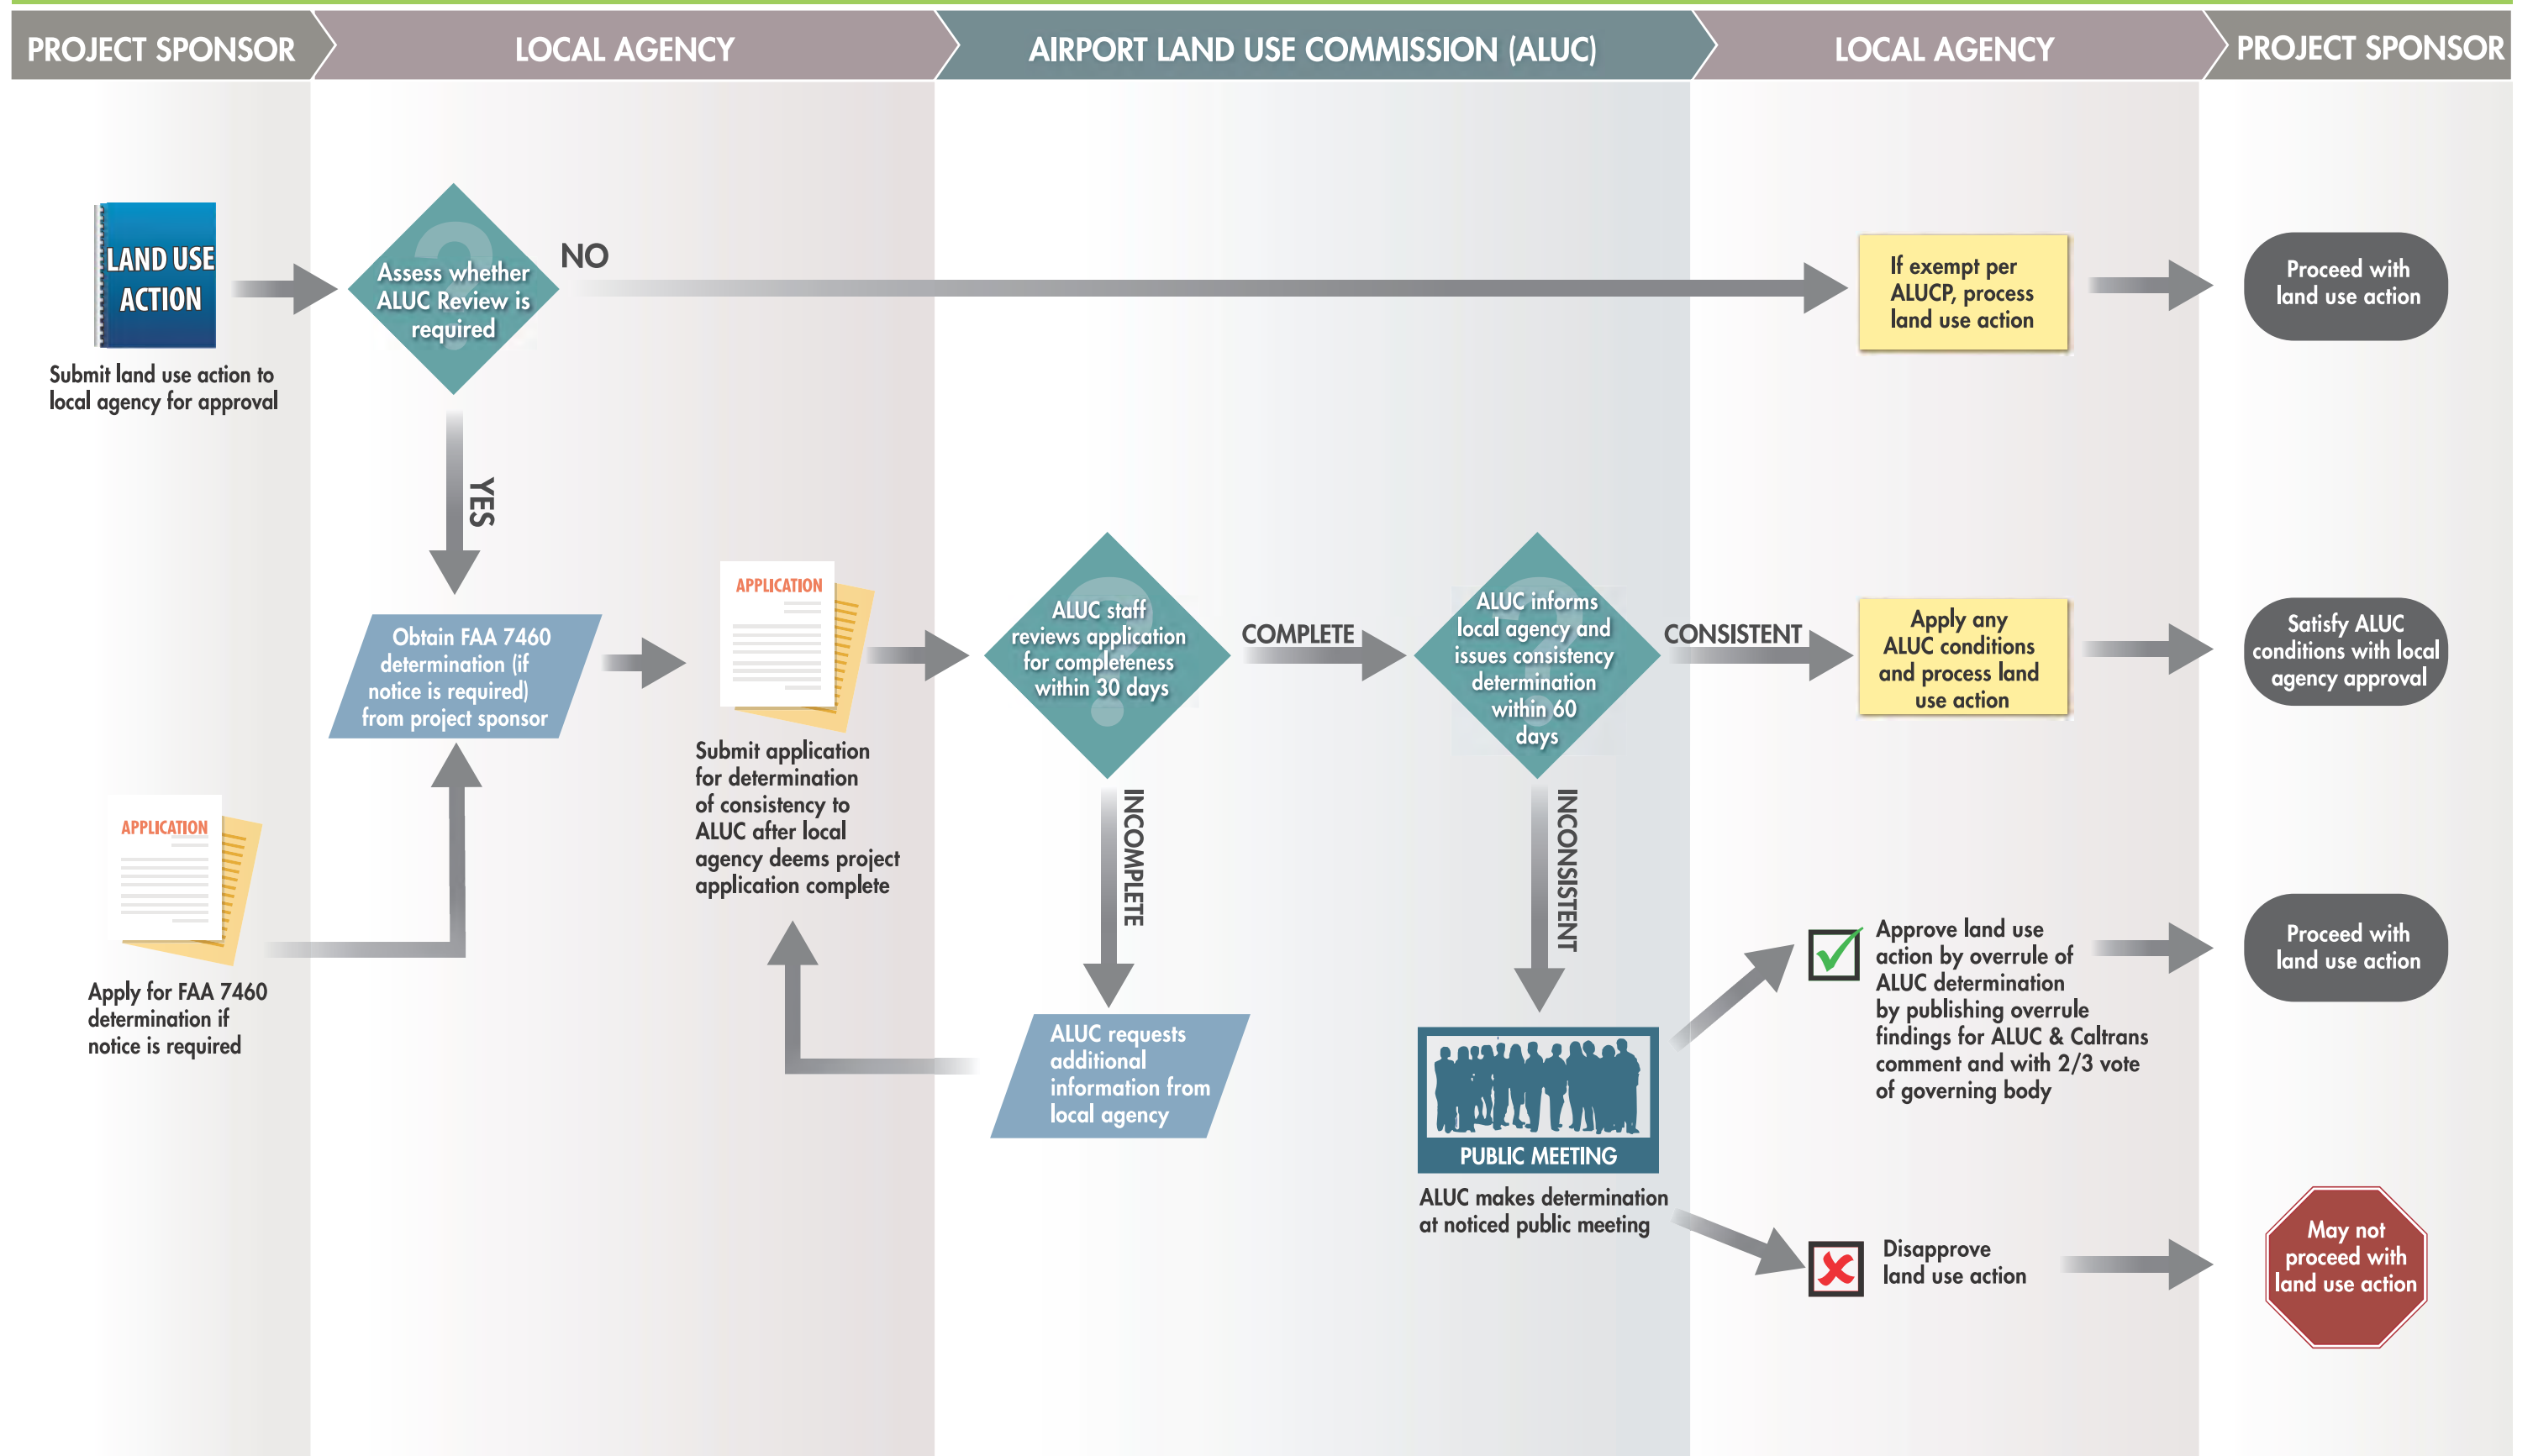 PROJECT SPONSOR
LOCAL AGENCY
AIRPORT LAND USE COMMISSION (ALUC)
LOCAL AGENCY
PROJECT SPONSOR
LAND USE
ACTION
Submit land use action to
local agency for approval
?
Assess whether
ALUC Review is
required
NO
If exempt per
ALUCP, process
land use action
Proceed with
land use action
YES
Obtain FAA 7460
determination (if
notice is required)
from project sponsor
APPLICATION
Submit application
for determination
of consistency to
ALUC after local
agency deems project
application complete
?
ALUC staff
reviews application
for completeness
within 30 days
COMPLETE
?
ALUC informs
local agency and
issues consistency
determination
within 60
days
CONSISTENT
Apply any
ALUC conditions
and process land
use action
Satisfy ALUC
conditions with local
agency approval
APPLICATION
Apply for FAA 7460
determination if
notice is required
INCOMPLETE
ALUC requests
additional
information from
local agency
INCONSISTENT
PUBLIC MEETING
ALUC makes determination
at noticed public meeting
Approve land use
action by overrule of
ALUC determination
by publishing overrule
findings for ALUC & Caltrans
comment and with 2/3 vote
of governing body
Proceed with
land use action
Disapprove
land use action
May not
proceed with
land use action